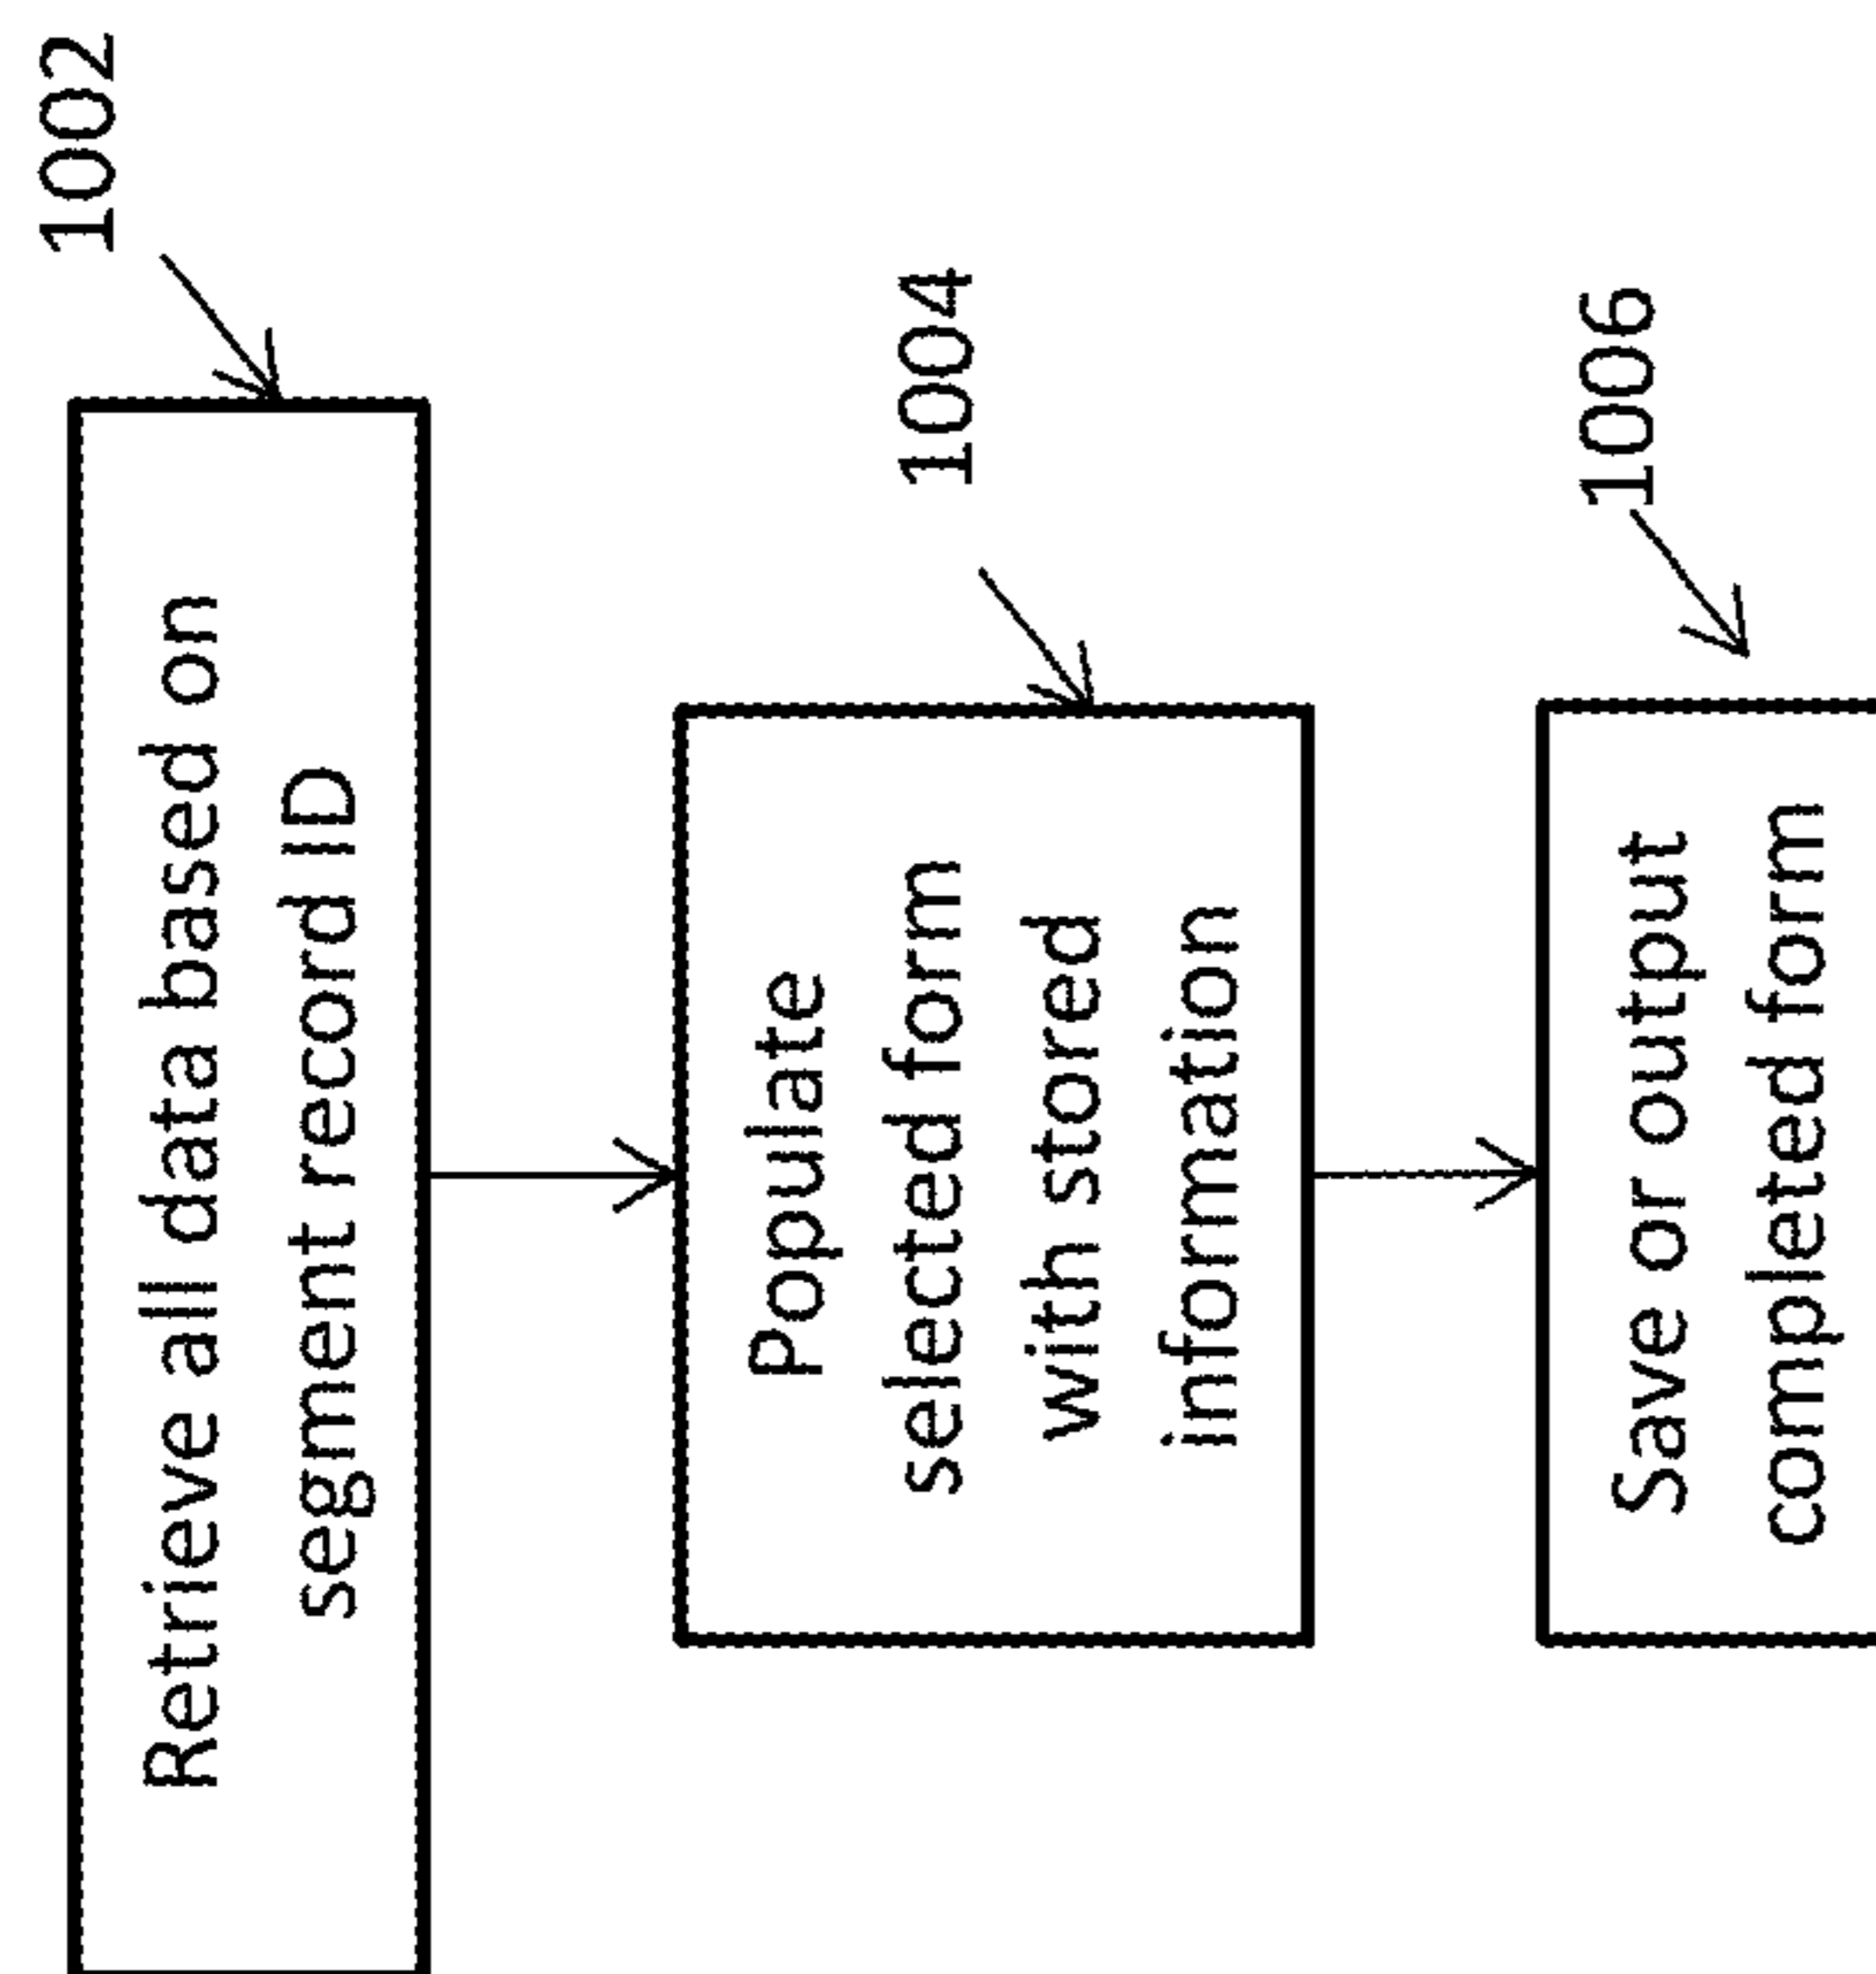 1002
Retrieve all data based on
segment record ID
1004
Populate
selected form
with stored
information
1006
Save or output
completed form